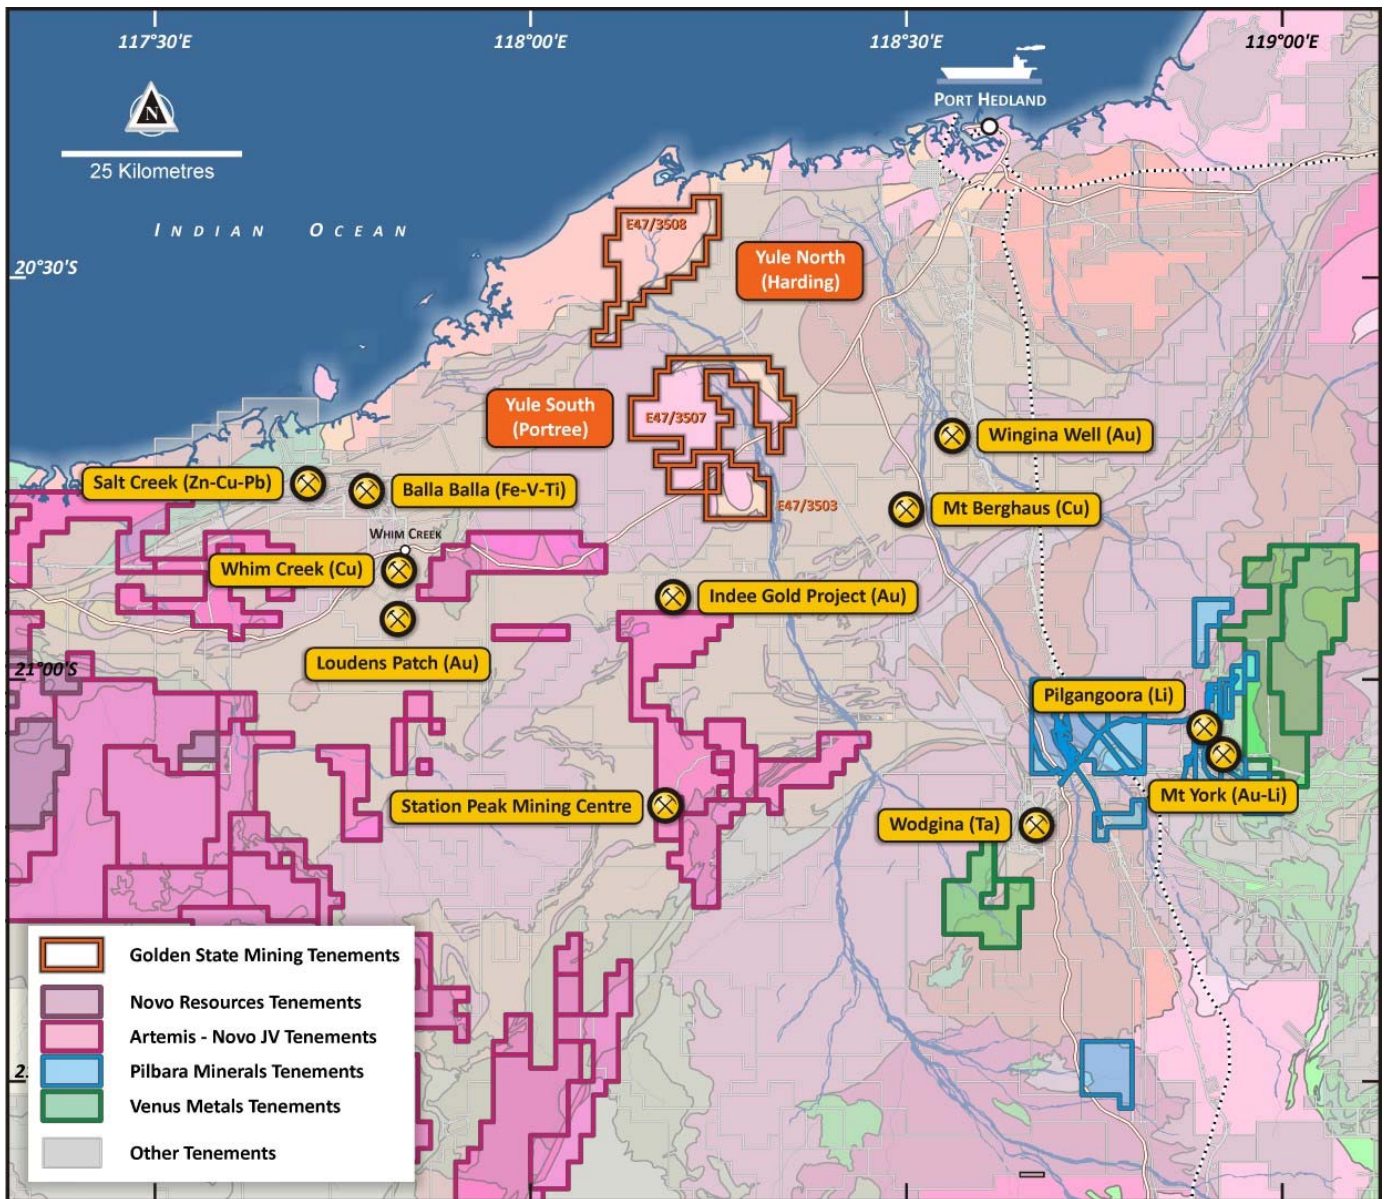 117°30'E
118°00'E
118°30'E
119°00'E
N
25 Kilometres
PORT HEDLAND
INDIAN OCEAN
20°30'S
E47/3508
Yule North
(Harding)
Yule South
(Portree)
E47/3507
E47/3503
Wingina Well (Au)
Salt Creek (Zn-Cu-Pb)
Balla Balla (Fe-V-Ti)
Mt Berghaus (Cu)
WHIM CREEK
Whim Creek (Cu)
Indee Gold Project (Au)
Loudens Patch (Au)
21°00'S
Pilgangoora (Li)
Station Peak Mining Centre
Mt York (Au-Li)
Wodgina (Ta)
Golden State Mining Tenements
Novo Resources Tenements
Artemis - Novo JV Tenements
Pilbara Minerals Tenements
Venus Metals Tenements
Other Tenements